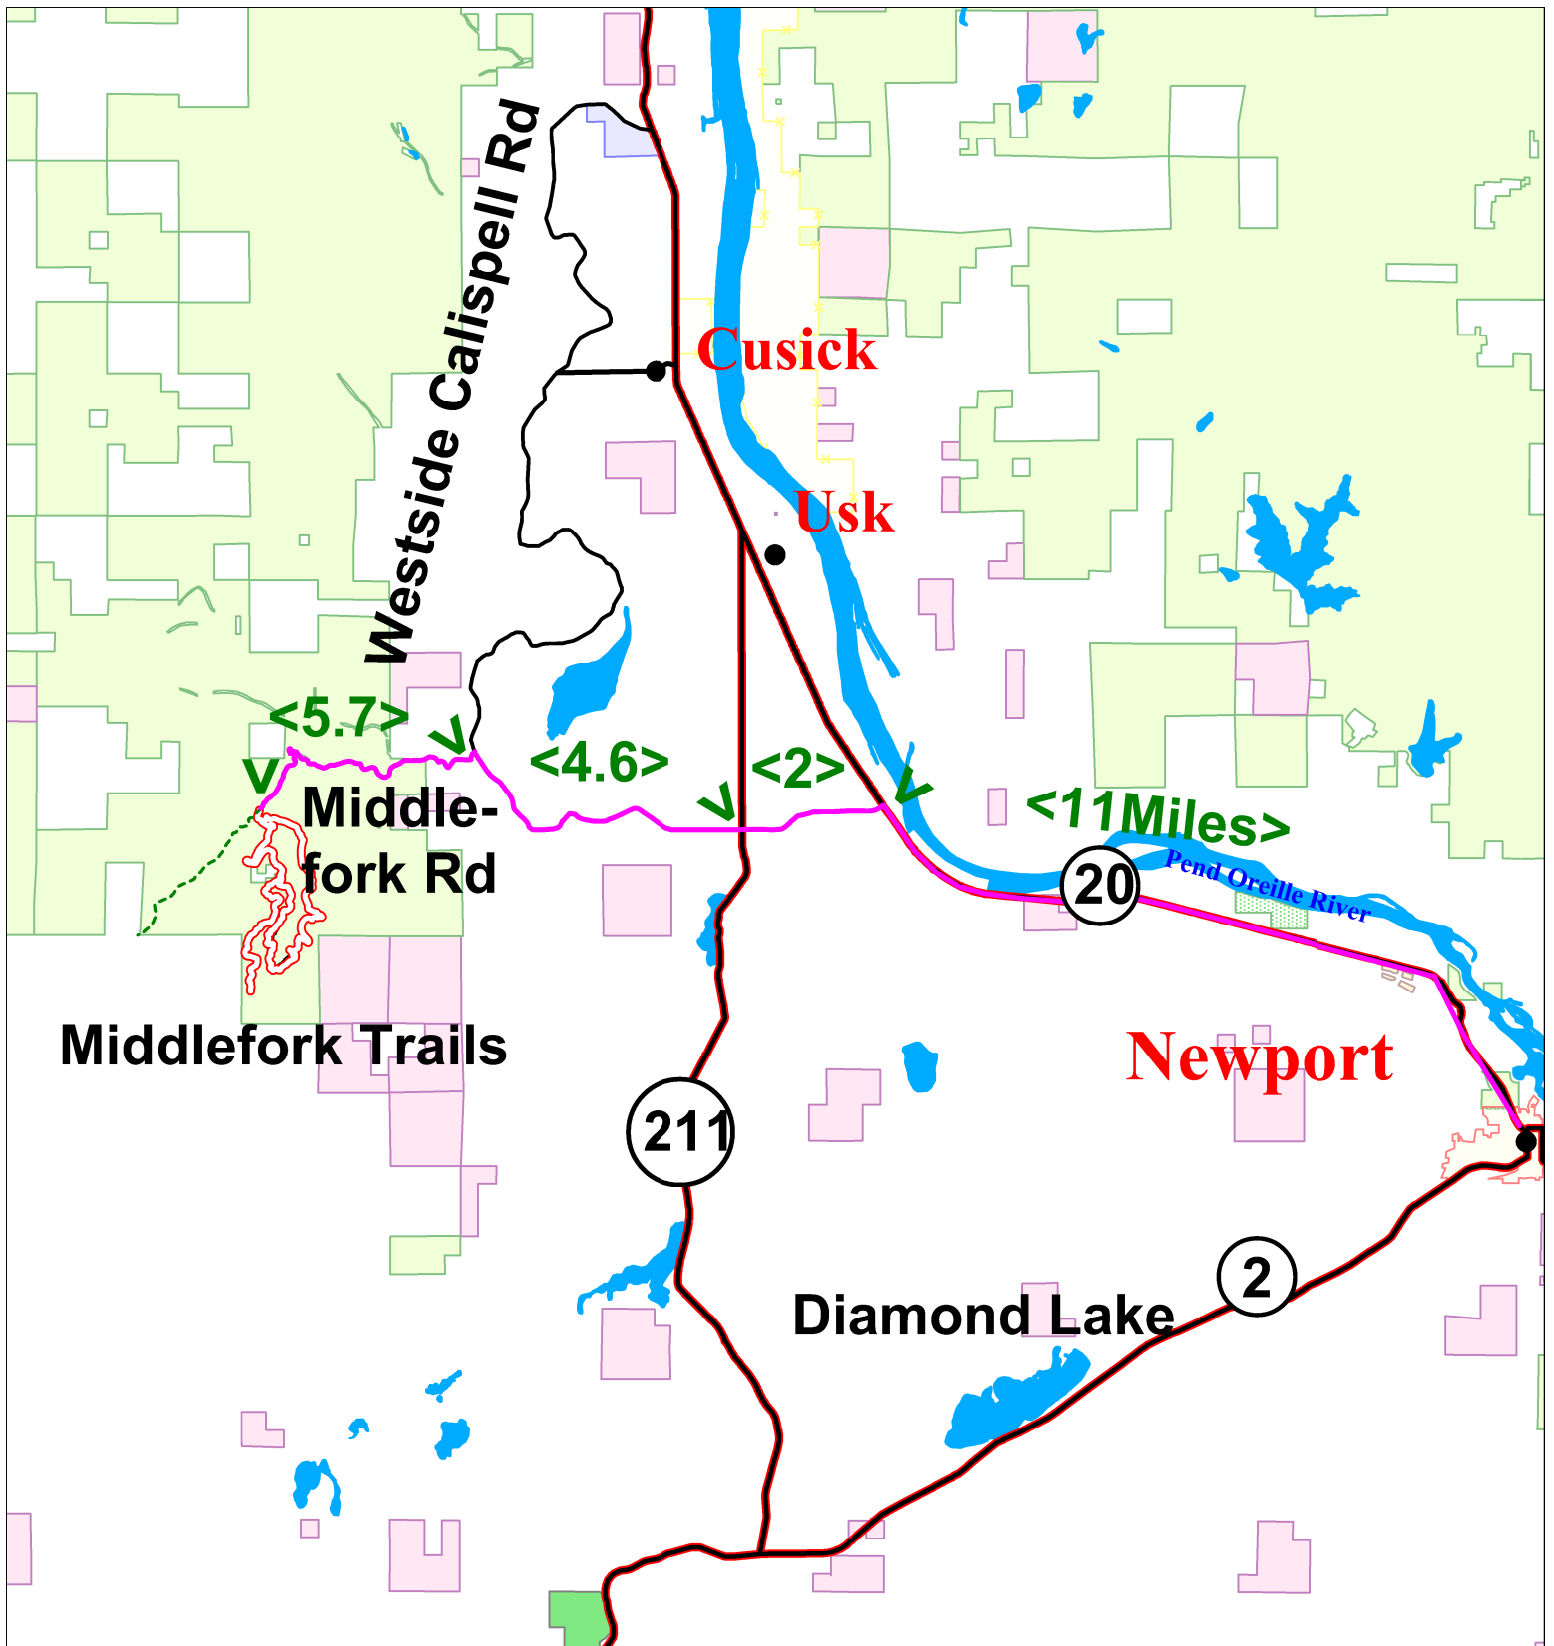 Westside Calispell Rd
Cusick
Usk
<5.7>
<4.6>
<2>
V
V
V
V
Middle-
fork Rd
<11Miles>
20
Pend Oreille River
Middlefork Trails
Newport
211
2
Diamond Lake